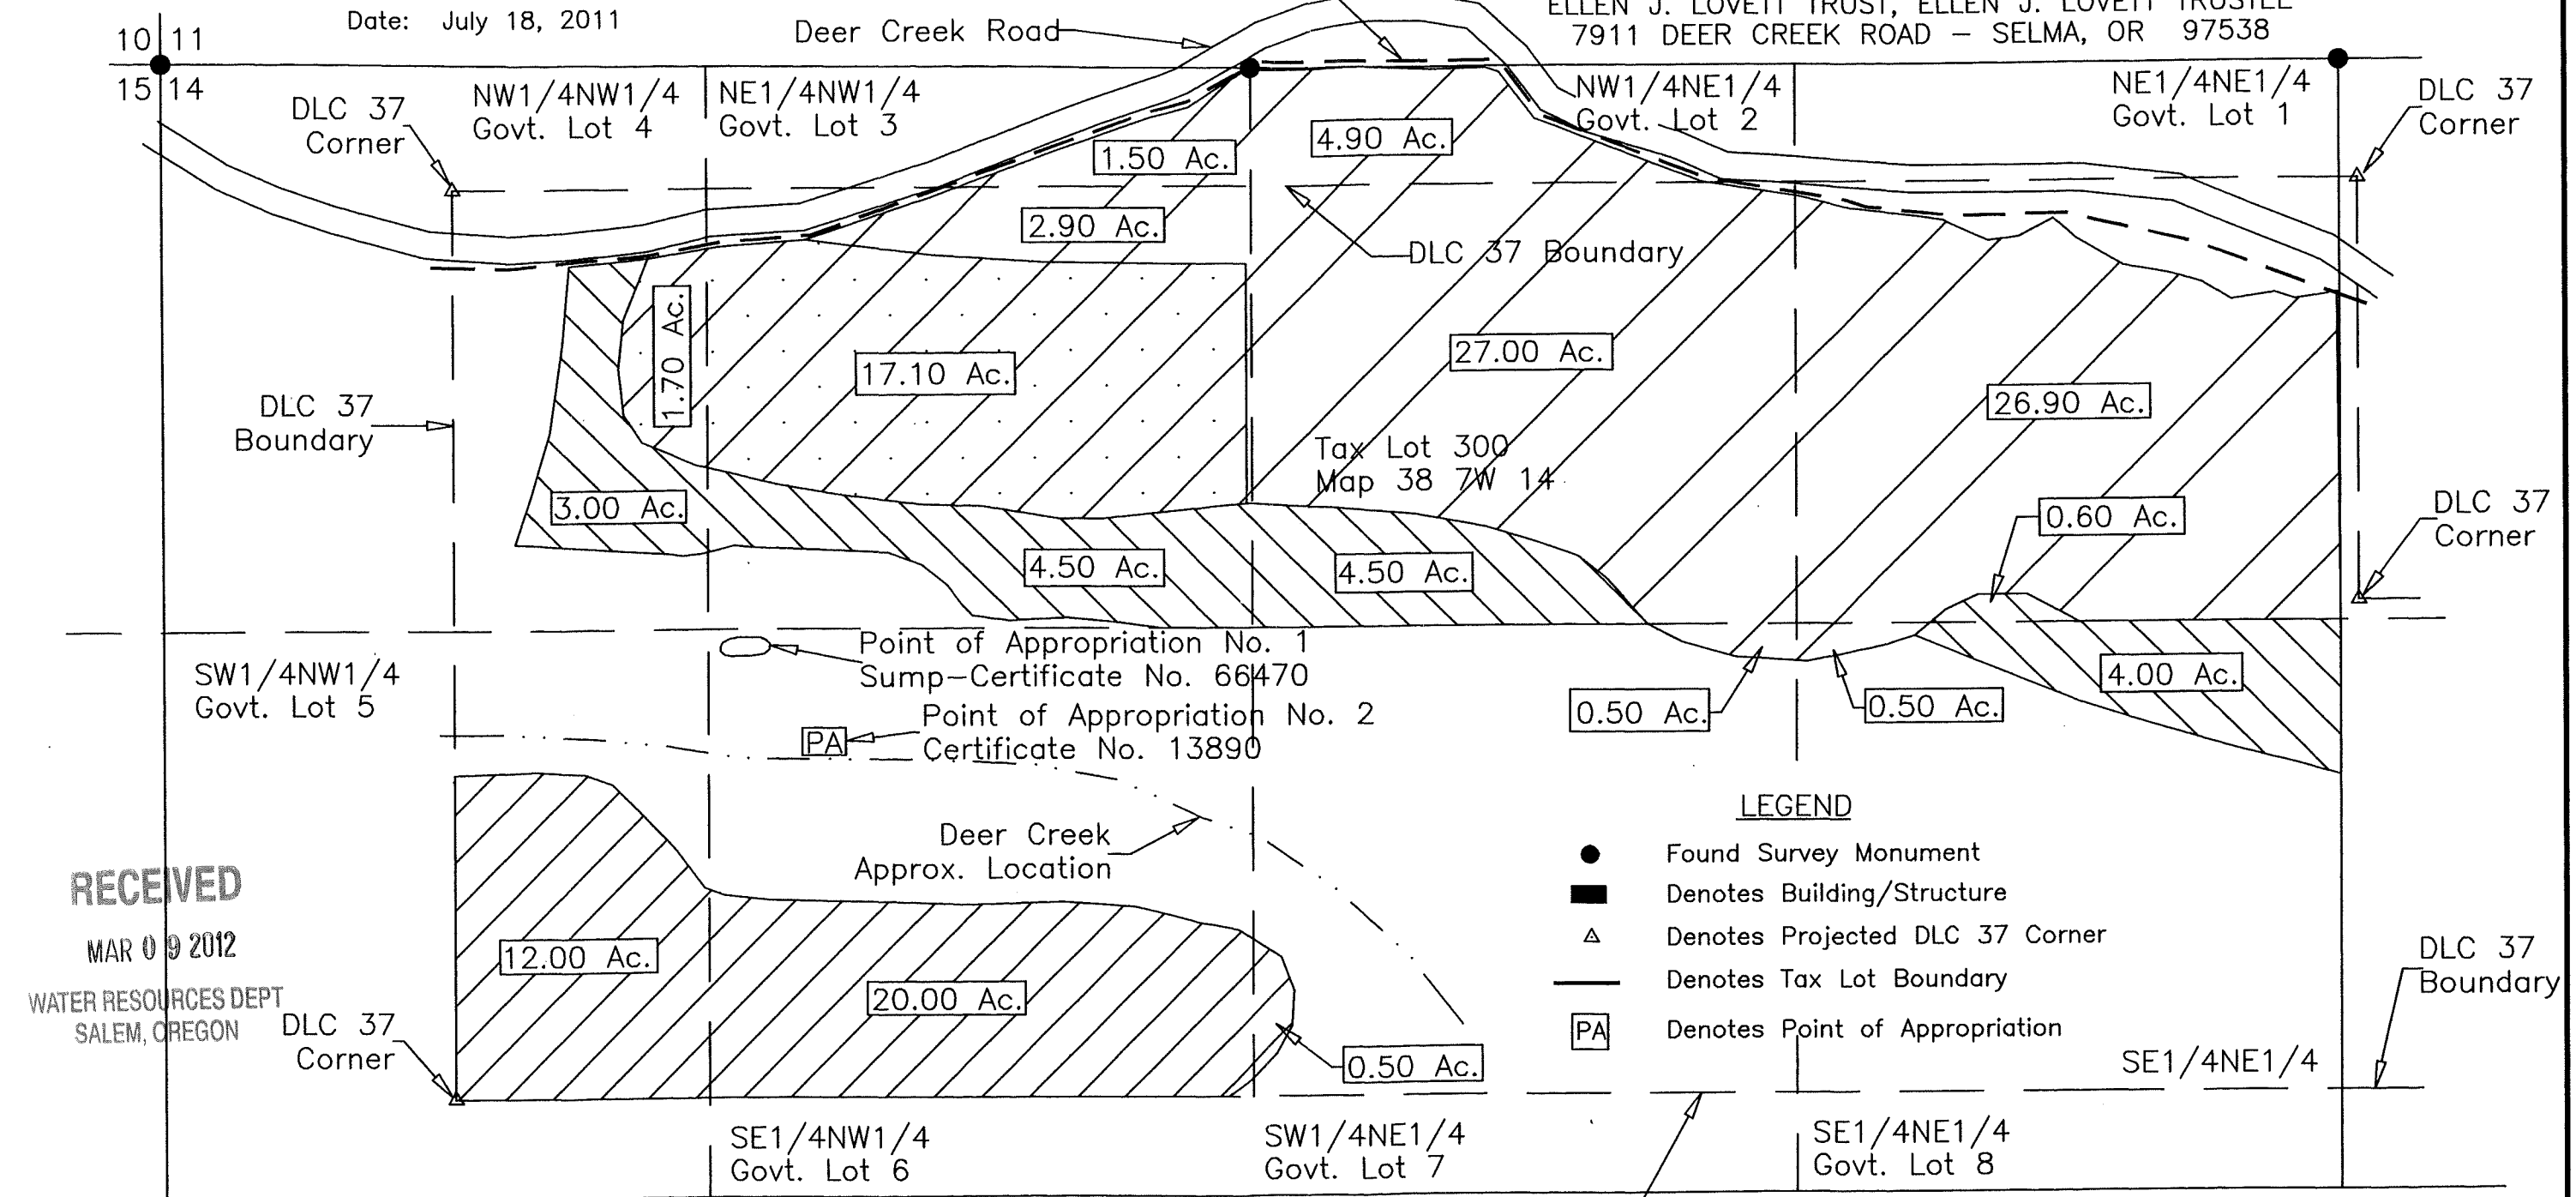 Date: July 18, 2011
Deer Creek Road
ELLEN J. LOVETT TRUST, ELLEN J. LOVETT TRUSTEE
7911 DEER CREEK ROAD – SELMA, OR 97538
10 11
15 14
DLC 37
Corner
NW1/4NW1/4
Govt. Lot 4
NE1/4NW1/4
Govt. Lot 3
NW1/4NE1/4
Govt. Lot 2
NE1/4NE1/4
Govt. Lot 1
DLC 37
Corner
1.50 Ac.
4.90 Ac.
2.90 Ac.
DLC 37 Boundary
1.70 Ac.
17.10 Ac.
27.00 Ac.
26.90 Ac.
DLC 37
Boundary
Tax Lot 300
Map 38 7W 14
3.00 Ac.
0.60 Ac.
DLC 37
Corner
4.50 Ac.
4.50 Ac.
Point of Appropriation No. 1
Sump-Certificate No. 66470
SW1/4NW1/4
Govt. Lot 5
4.00 Ac.
0.50 Ac.
0.50 Ac.
PA
Point of Appropriation No. 2
Certificate No. 13890
Deer Creek
Approx. Location
LEGEND
Found Survey Monument
Denotes Building/Structure
Denotes Projected DLC 37 Corner
Denotes Tax Lot Boundary
PA Denotes Point of Appropriation
RECEIVED
MAR 09 2012
WATER RESOURCES DEPT
SALEM, OREGON
12.00 Ac.
20.00 Ac.
DLC 37
Boundary
DLC 37
Corner
0.50 Ac.
SE1/4NE1/4
SE1/4NW1/4
Govt. Lot 6
SW1/4NE1/4
Govt. Lot 7
SE1/4NE1/4
Govt. Lot 8